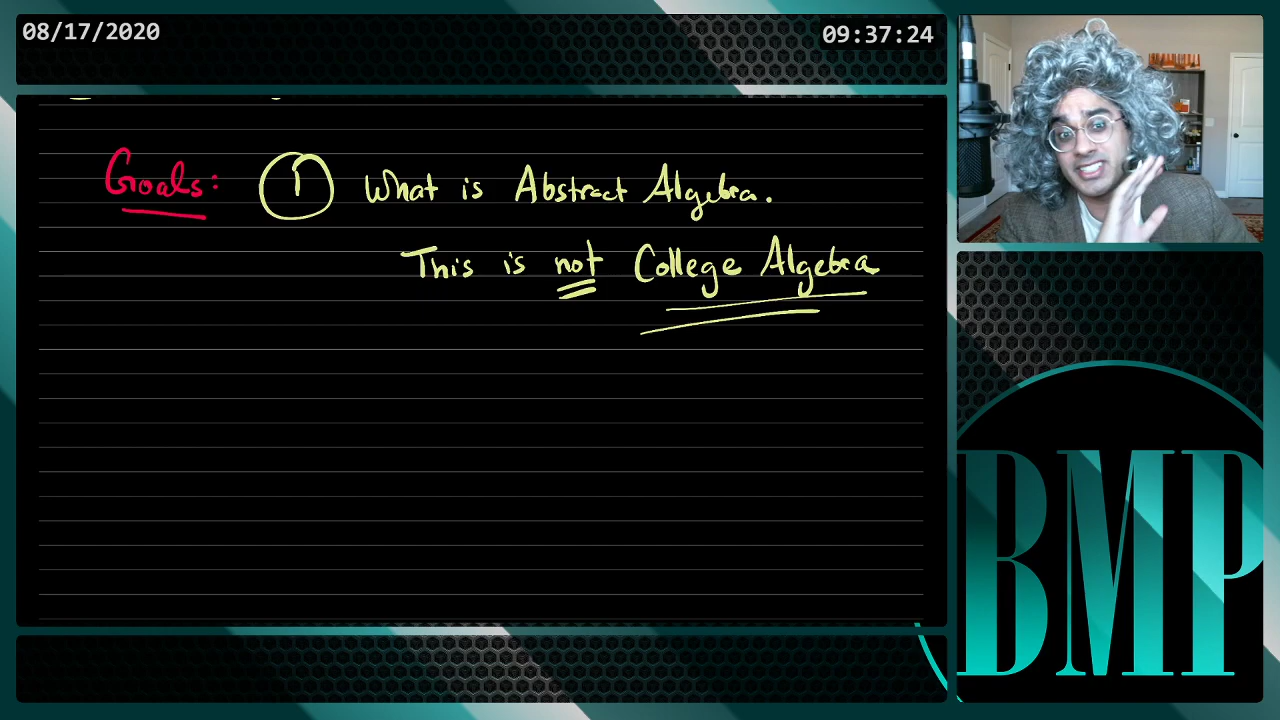 08/17/2020
09:37:24
Goals: 1 What is Abstract Algebra.
This is not College Algebra
BMP